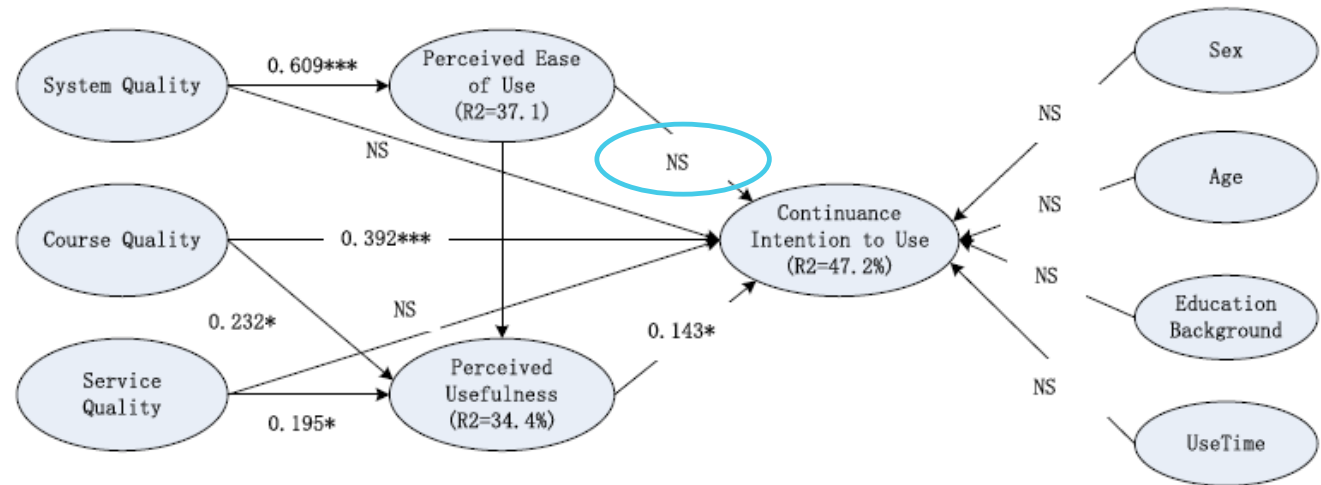 System Quality
0.609***
Perceived Ease
of Use
(R2=37.1)
NS
NS
Course Quality
0.392***
0.232*
NS
Service
Quality
0.195*
Perceived
Usefulness
(R2=34.4%)
0.143*
Continuance
Intention to Use
(R2=47.2%)
NS
NS
NS
NS
Sex
Age
Education
Background
UseTime